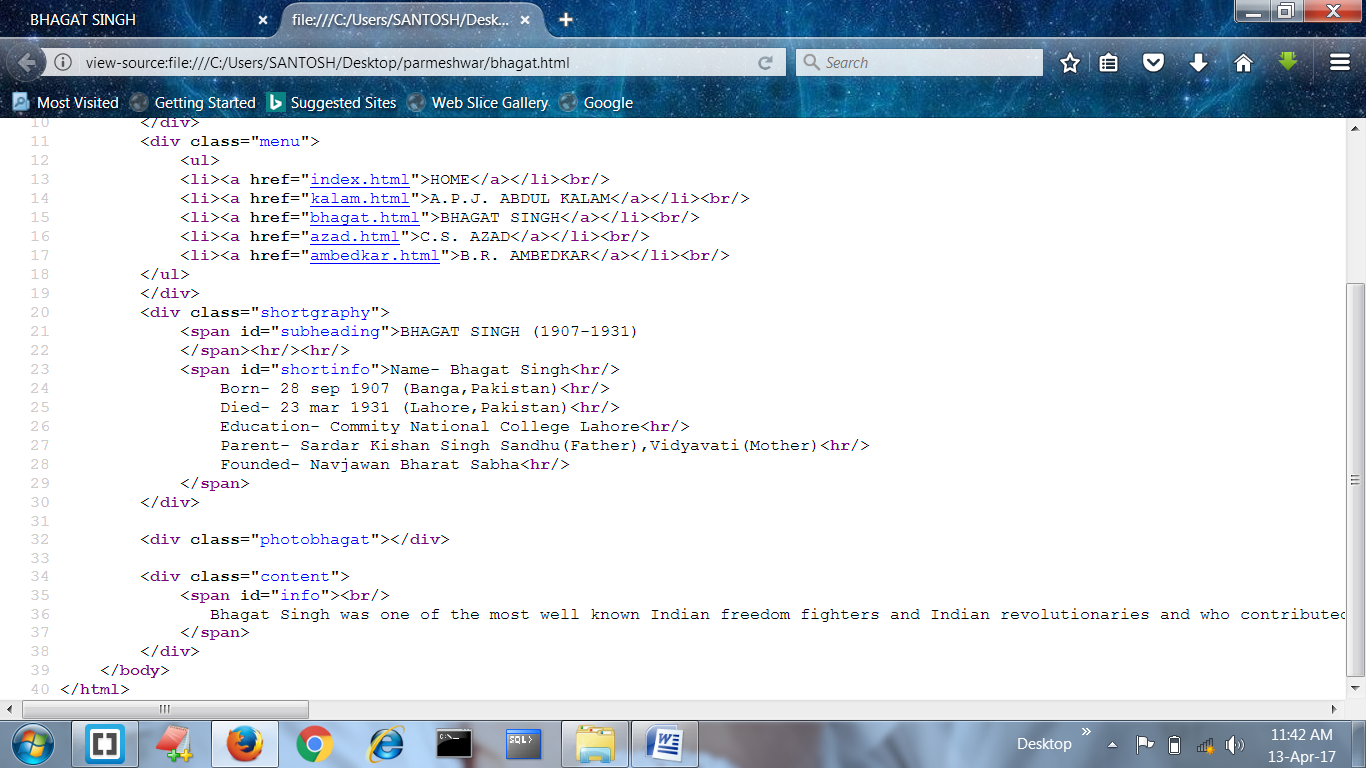 BHAGAT SINGH
file:///C:/Users/SANTOSH/Desk...
view-source:file:///C:/Users/SANTOSH/Desktop/parmeshwar/bhagat.html
Search
Most Visited Getting Started Suggested Sites Web Slice Gallery Google
10 </div>
11 <div class="menu">
12 <ul>
13 <li><a href="index.html">HOME</a></li><br/>
14 <li><a href="kalam.html">A.P.J. ABDUL KALAM</a></li><br/>
15 <li><a href="bhagat.html">BHAGAT SINGH</a></li><br/>
16 <li><a href="azad.html">C.S. AZAD</a></li><br/>
17 <li><a href="ambedkar.html">B.R. AMBEDKAR</a></li><br/>
18 </ul>
19 </div>
20 <div class="shortgraphy">
21 <span id="subheading">BHAGAT SINGH (1907-1931)
22 </span><hr/><hr/>
23 <span id="shortinfo">Name- Bhagat Singh<hr/>
24 Born- 28 sep 1907 (Banga,Pakistan)<hr/>
25 Died- 23 mar 1931 (Lahore,Pakistan)<hr/>
26 Education- Commity National College Lahore<hr/>
27 Parent- Sardar Kishan Singh Sandhu(Father),Vidyavati(Mother)<hr/>
28 Founded- Navjawan Bharat Sabha<hr/>
29 </span>
30 </div>
31
32 <div class="photobhagat"></div>
33
34 <div class="content">
35 <span id="info"><br/>
36 Bhagat Singh was one of the most well known Indian freedom fighters and Indian revolutionaries and who contributed
37 </span>
38 </div>
39 </body>
40 </html>
C:\_
SQL>
Desktop
11:42 AM
13-Apr-17